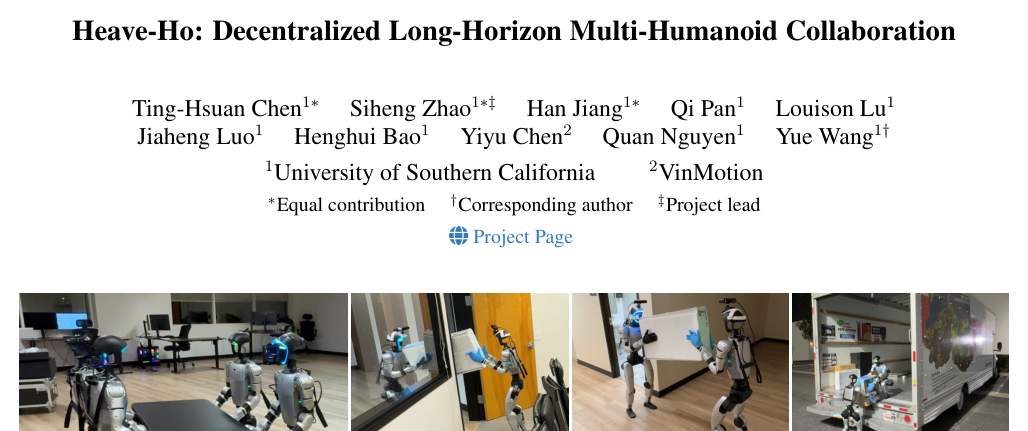 Heave-Ho: Decentralized Long-Horizon Multi-Humanoid Collaboration
Ting-Hsuan Chen¹* Siheng Zhao¹*‡ Han Jiang¹* Qi Pan¹ Louison Lu¹
Jiaheng Luo¹ Henghui Bao¹ Yiyu Chen² Quan Nguyen¹ Yue Wang¹†
¹University of Southern California ²VinMotion
*Equal contribution †Corresponding author ‡Project lead
Project Page